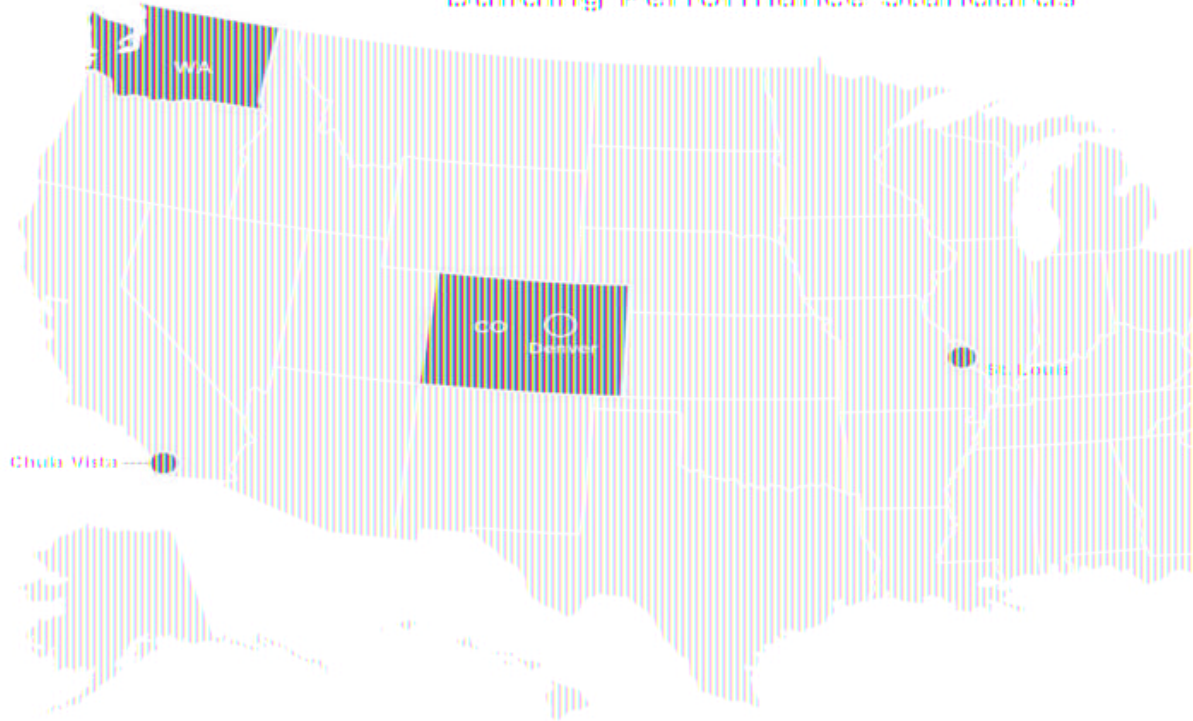 Building Performance Standards
WA
CO
Denver
St. Louis
Chula Vista